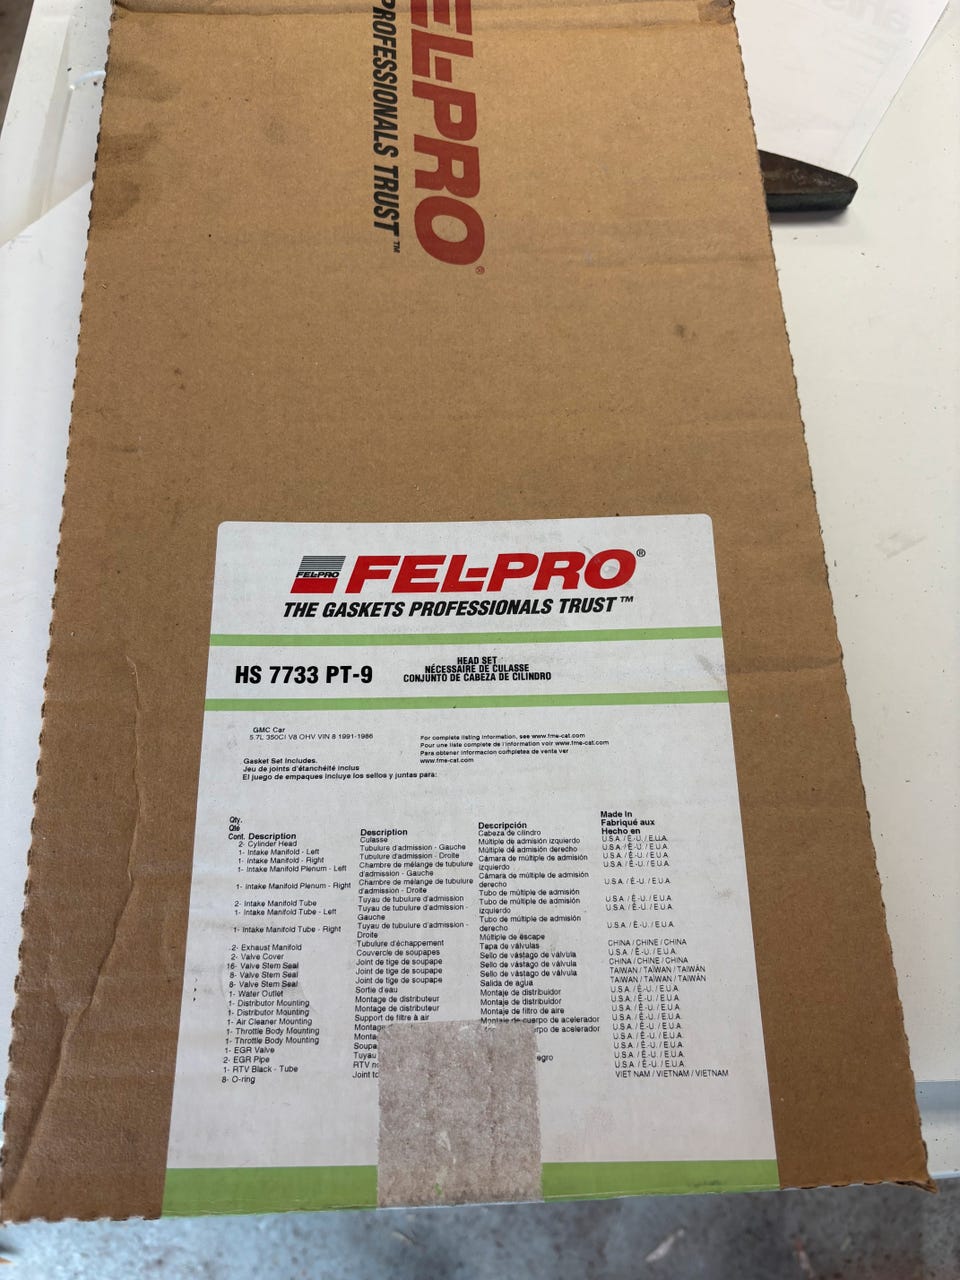 FEL-PRO®
PROFESSIONALS TRUST™
FEL-PRO FEL-PRO®
THE GASKETS PROFESSIONALS TRUST™
HS 7733 PT-9
HEAD SET
NÉCESSAIRE DE CULASSE
CONJUNTO DE CABEZA DE CILINDRO
GMC Car
5.7L 350CI V8 OHV VIN 8 1991-1986
For complete listing information, see www.fme-cat.com
Pour une liste complete de l'information voir www.fme-cat.com
Para obtener informacion completas de venta ver
www.fme-cat.com
Gasket Set Includes.
Jeu de joints d'étanchéité inclus
El juego de empaques incluye los sellos y juntas para:
Qty.
Qté
Cont. Description
2- Cylinder Head
1- Intake Manifold - Left
1- Intake Manifold - Right
1- Intake Manifold Plenum - Left
1- Intake Manifold Plenum - Right
2- Intake Manifold Tube
1- Intake Manifold Tube - Left
1- Intake Manifold Tube - Right
2- Exhaust Manifold
2- Valve Cover
16- Valve Stem Seal
8- Valve Stem Seal
8- Valve Stem Seal
1- Water Outlet
1- Distributor Mounting
1- Distributor Mounting
1- Air Cleaner Mounting
1- Throttle Body Mounting
1- Throttle Body Mounting
1- EGR Valve
2- EGR Pipe
1- RTV Black - Tube
8- O-ring
Description
Culasse
Tubulure d'admission - Gauche
Tubulure d'admission - Droite
Chambre de mélange de tubulure
d'admission - Gauche
Chambre de mélange de tubulure
d'admission - Droite
Tuyau de tubulure d'admission
Tuyau de tubulure d'admission -
Gauche
Tuyau de tubulure d'admission -
Droite
Tubulure d'échappement
Couvercle de soupapes
Joint de tige de soupape
Joint de tige de soupape
Joint de tige de soupape
Sortie d'eau
Montage de distributeur
Montage de distributeur
Support de filtre à air
Tuyau
RTV
Joint
Descripción
Cabeza de cilindro
Múltiple de admisión izquierdo
Múltiple de admisión derecho
Cámara de múltiple de admisión
izquierdo
Cámara de múltiple de admisión
derecho
Tubo de múltiple de admisión
Tubo de múltiple de admisión
izquierdo
Tubo de múltiple de admisión
derecho
Múltiple de escape
Tapa de válvulas
Sello de vástago de válvula
Sello de vástago de válvula
Sello de vástago de válvula
Salida de agua
Montaje de distribuidor
Montaje de distribuidor
Montaje de filtro de aire
Montaje de cuerpo de acelerador
de acelerador
Made In
Fabriqué aux
Hecho en
U.S.A. / É.-U. / E.U.A.
U.S.A. / É.-U. / E.U.A.
U.S.A. / É.-U. / E.U.A.
U.S.A. / É.-U. / E.U.A.
U.S.A. / É.-U. / E.U.A.
U.S.A. / É.-U. / E.U.A.
U.S.A. / É.-U. / E.U.A.
CHINA / CHINE / CHINA
U.S.A. / É.-U. / E.U.A.
CHINA / CHINE / CHINA
TAIWAN / TAÏWAN / TAIWÁN
TAIWAN / TAÏWAN / TAIWÁN
U.S.A. / É.-U. / E.U.A.
U.S.A. / É.-U. / E.U.A.
U.S.A. / É.-U. / E.U.A.
U.S.A. / É.-U. / E.U.A.
U.S.A. / É.-U. / E.U.A.
U.S.A. / É.-U. / E.U.A.
U.S.A. / É.-U. / E.U.A.
U.S.A. / É.-U. / E.U.A.
U.S.A. / É.-U. / E.U.A.
VIET NAM / VIETNAM / VIETNAM